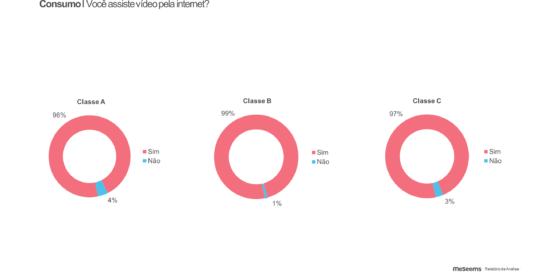 Consumo | Você assiste vídeo pela internet?
Classe A
96%
Sim
Não
4%
Classe B
99%
Sim
Não
1%
Classe C
97%
Sim
Não
3%
meSeems Relatório de Análise